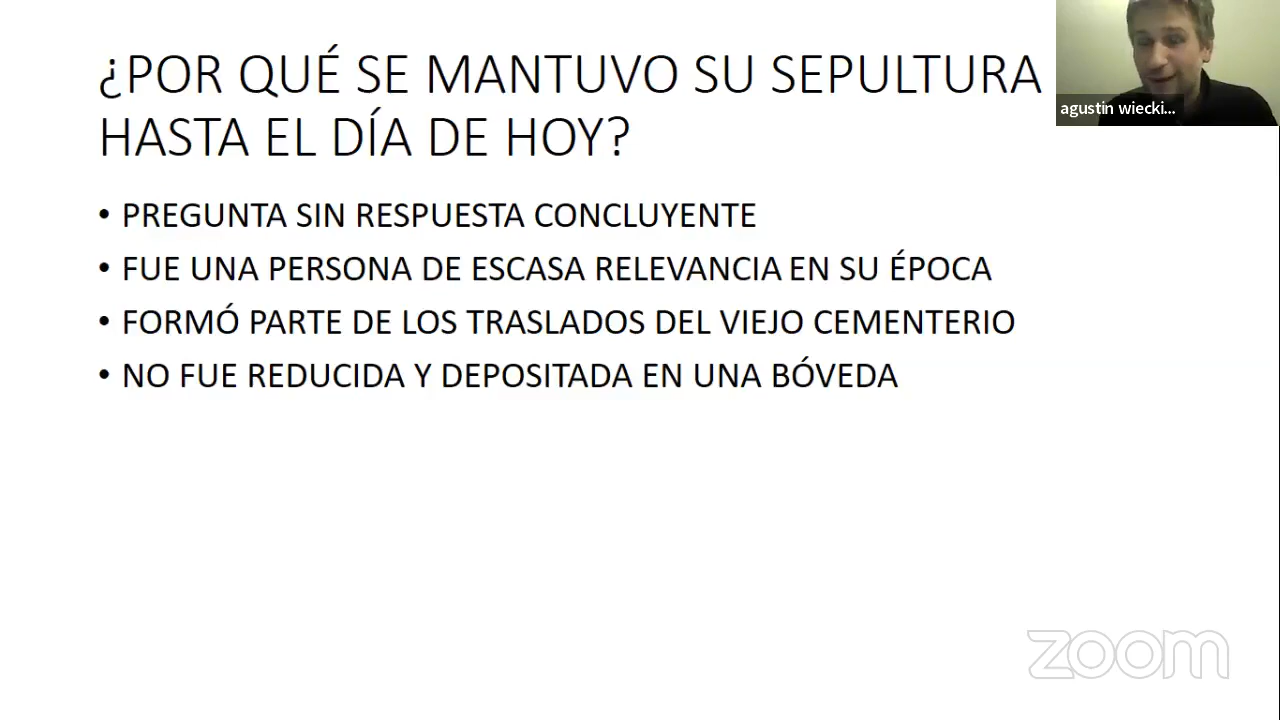 ¿POR QUÉ SE MANTUVO SU SEPULTURA
HASTA EL DÍA DE HOY?
• PREGUNTA SIN RESPUESTA CONCLUYENTE
• FUE UNA PERSONA DE ESCASA RELEVANCIA EN SU ÉPOCA
• FORMÓ PARTE DE LOS TRASLADOS DEL VIEJO CEMENTERIO
• NO FUE REDUCIDA Y DEPOSITADA EN UNA BÓVEDA
agustín wiecki...
zoom